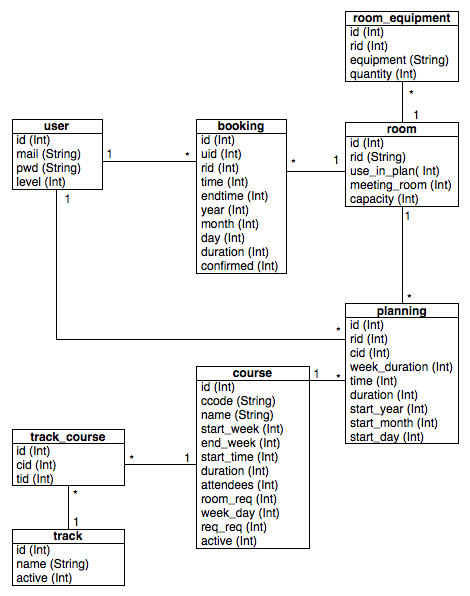 room_equipment
id (Int)
rid (Int)
equipment (String)
quantity (Int)
*
1
user
id (Int)
mail (String)
pwd (String)
level (Int)
1
*
booking
id (Int)
uid (Int)
rid (Int)
time (Int)
endtime (Int)
year (Int)
month (Int)
day (Int)
duration (Int)
confirmed (Int)
*
1
room
id (Int)
rid (String)
use_in_plan( Int)
meeting_room (Int)
capacity (Int)
1
1
*
*
planning
id (Int)
rid (Int)
cid (Int)
week_duration (Int)
time (Int)
duration (Int)
start_year (Int)
start_month (Int)
start_day (Int)
course
id (Int)
ccode (String)
name (String)
start_week (Int)
end_week (Int)
start_time (Int)
duration (Int)
attendees (Int)
room_req (Int)
week_day (Int)
req_req (Int)
active (Int)
1
*
track_course
id (Int)
cid (Int)
tid (Int)
*
1
*
1
track
id (Int)
name (String)
active (Int)